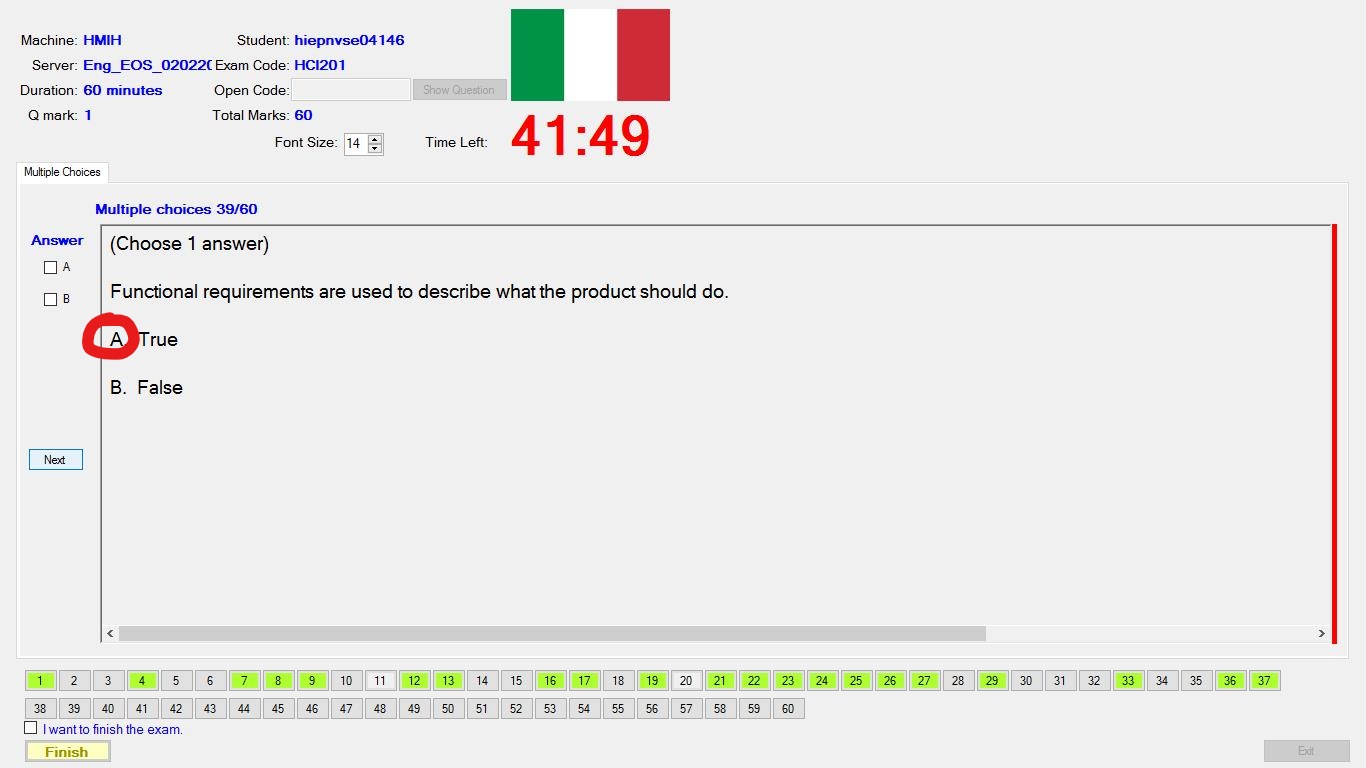 Machine: HMIH Student: hiepnvse04146
Server: Eng_EOS_020220 Exam Code: HCI201
Duration: 60 minutes Open Code: Show Question
Q mark: 1 Total Marks: 60
Font Size: 14 Time Left: 41:49
Multiple Choices
Multiple choices 39/60
Answer
A
B
(Choose 1 answer)
Functional requirements are used to describe what the product should do.
A. True
B. False
Next
1 2 3 4 5 6 7 8 9 10 11 12 13 14 15 16 17 18 19 20 21 22 23 24 25 26 27 28 29 30 31 32 33 34 35 36 37
38 39 40 41 42 43 44 45 46 47 48 49 50 51 52 53 54 55 56 57 58 59 60
I want to finish the exam.
Finish Exit